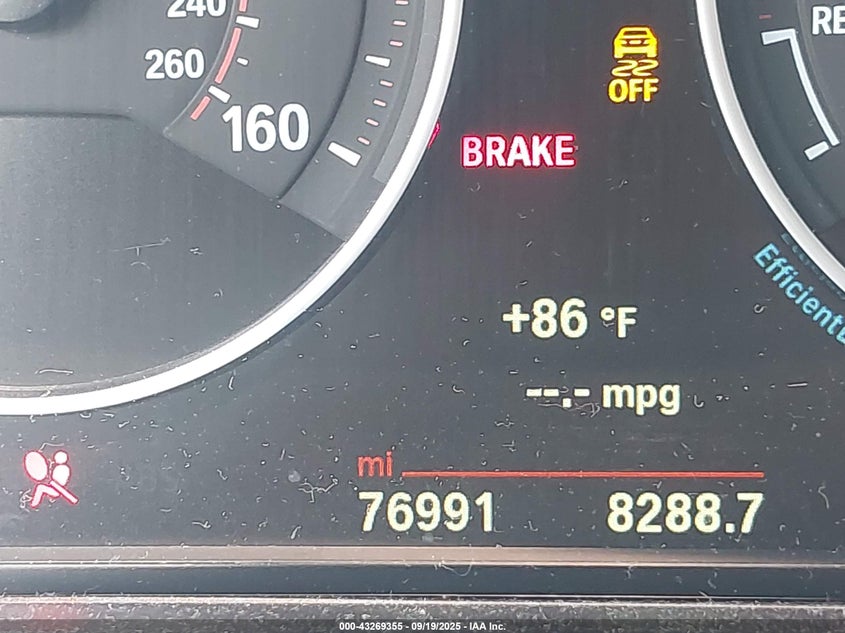 240
260
160
RE
OFF
BRAKE
+86 °F
--.- mpg
mi
76991 8288.7
000-43269355 - 09/19/2025 - IAA Inc.